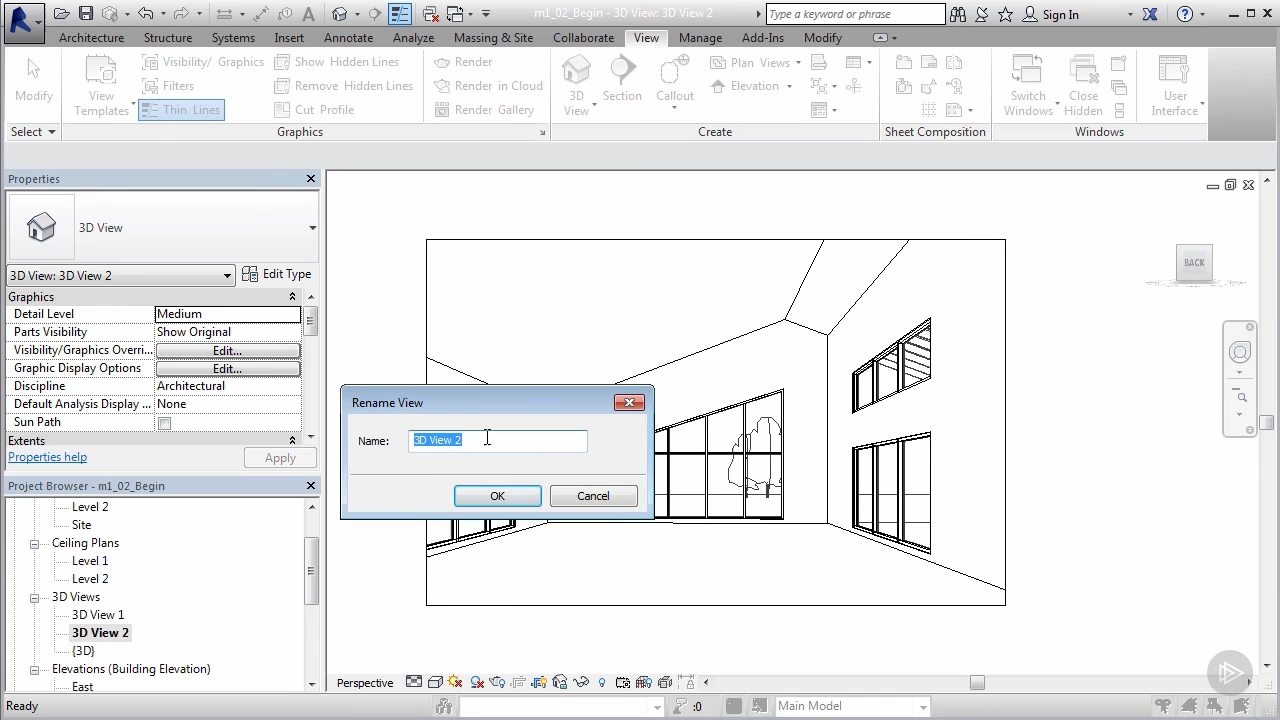 m1_02_Begin - 3D View: 3D View 2
Type a keyword or phrase
Sign In
Architecture Structure Systems Insert Annotate Analyze Massing & Site Collaborate View Manage Add-Ins Modify
Modify
View
Templates
Visibility/ Graphics
Filters
Thin Lines
Show Hidden Lines
Remove Hidden Lines
Cut Profile
Render
Render in Cloud
Render Gallery
3D
View
Section
Callout
Plan Views
Elevation
Switch
Windows
Close
Hidden
User
Interface
Select
Graphics
Create
Sheet Composition
Windows
Properties
3D View
3D View: 3D View 2
Edit Type
Graphics
Detail Level Medium
Parts Visibility Show Original
Visibility/Graphics Overri... Edit...
Graphic Display Options Edit...
Discipline Architectural
Default Analysis Display ... None
Sun Path
Extents
Properties help
Apply
Project Browser - m1_02_Begin
Level 2
Site
Ceiling Plans
Level 1
Level 2
3D Views
3D View 1
3D View 2
{3D}
Elevations (Building Elevation)
East
BACK
Rename View
Name: 3D View 2
OK
Cancel
Perspective
Ready
:0
Main Model